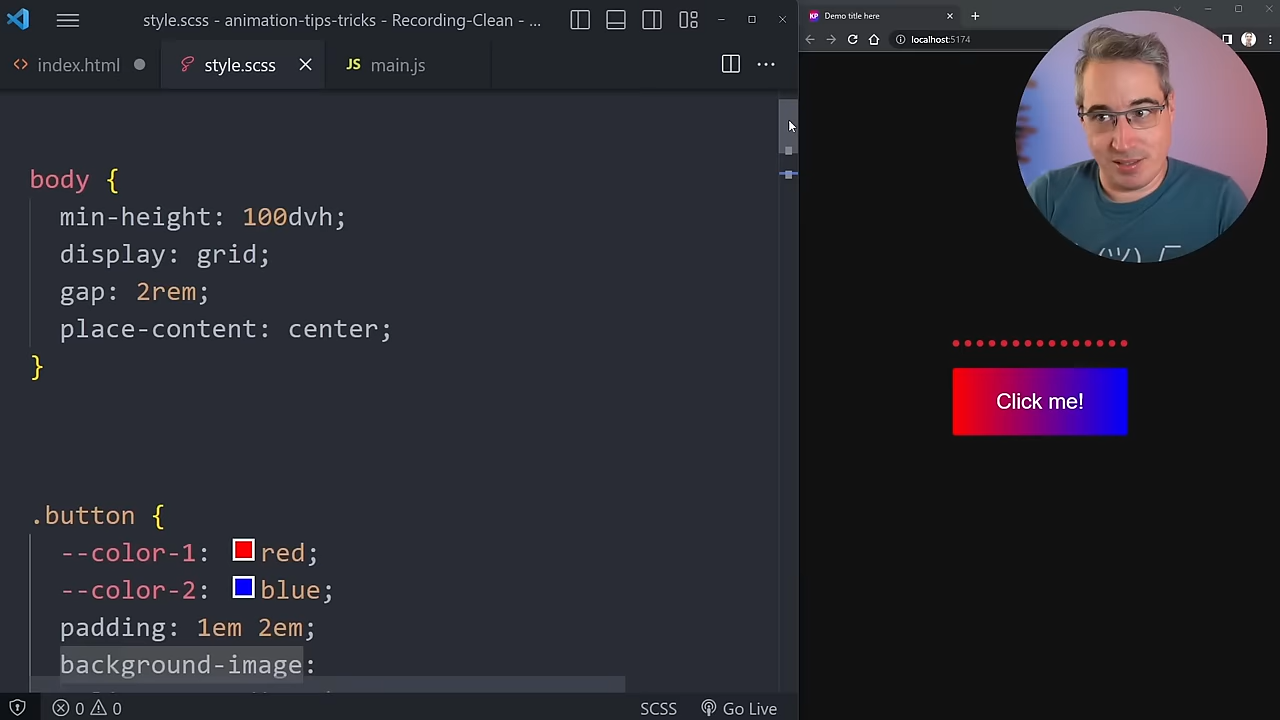 style.scss - animation-tips-tricks - Recording-Clean - ...
index.html
style.scss
JS main.js
body {
min-height: 100dvh;
display: grid;
gap: 2rem;
place-content: center;
}
.button {
--color-1: red;
--color-2: blue;
padding: 1em 2em;
background-image:
0 0
SCSS
Go Live
KP Demo title here
localhost:5174
Click me!